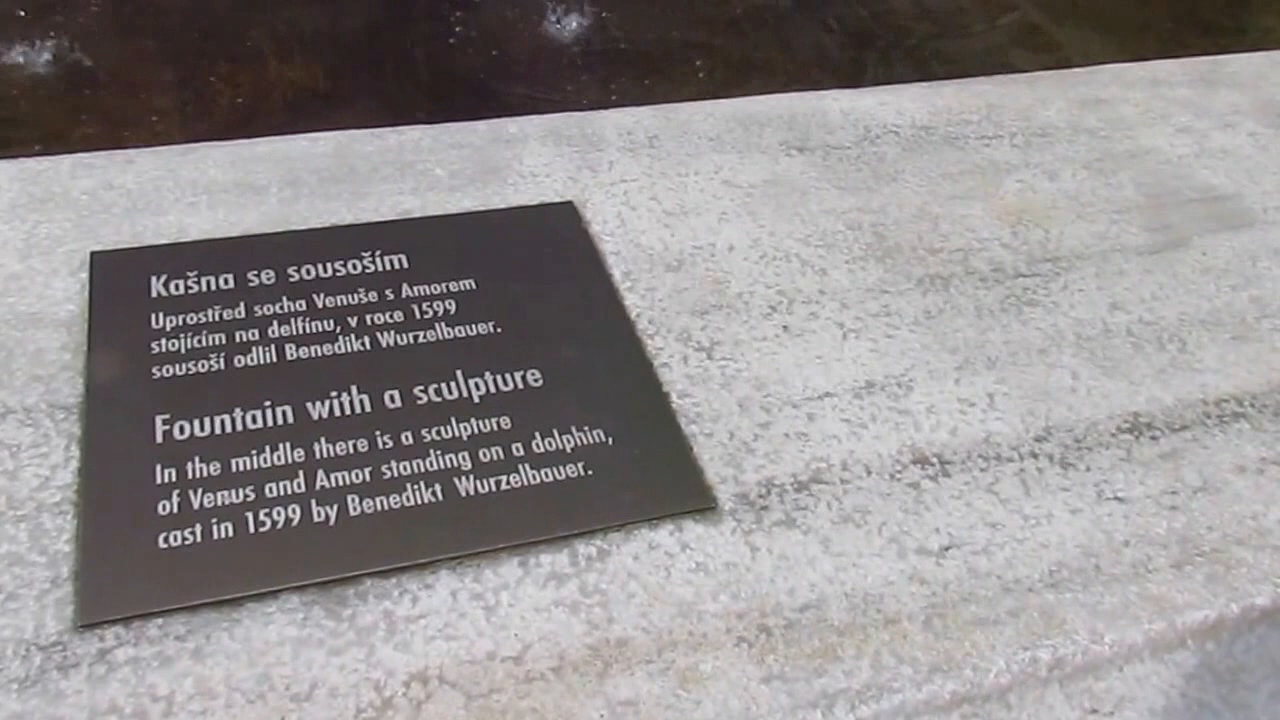 Kašna se sousoším
Uprostřed socha Venuše s Amorem
stojícím na delfínu, v roce 1599
sousoší odlil Benedikt Wurzelbauer.
Fountain with a sculpture
In the middle there is a sculpture
of Venus and Amor standing on a dolphin,
cast in 1599 by Benedikt Wurzelbauer.